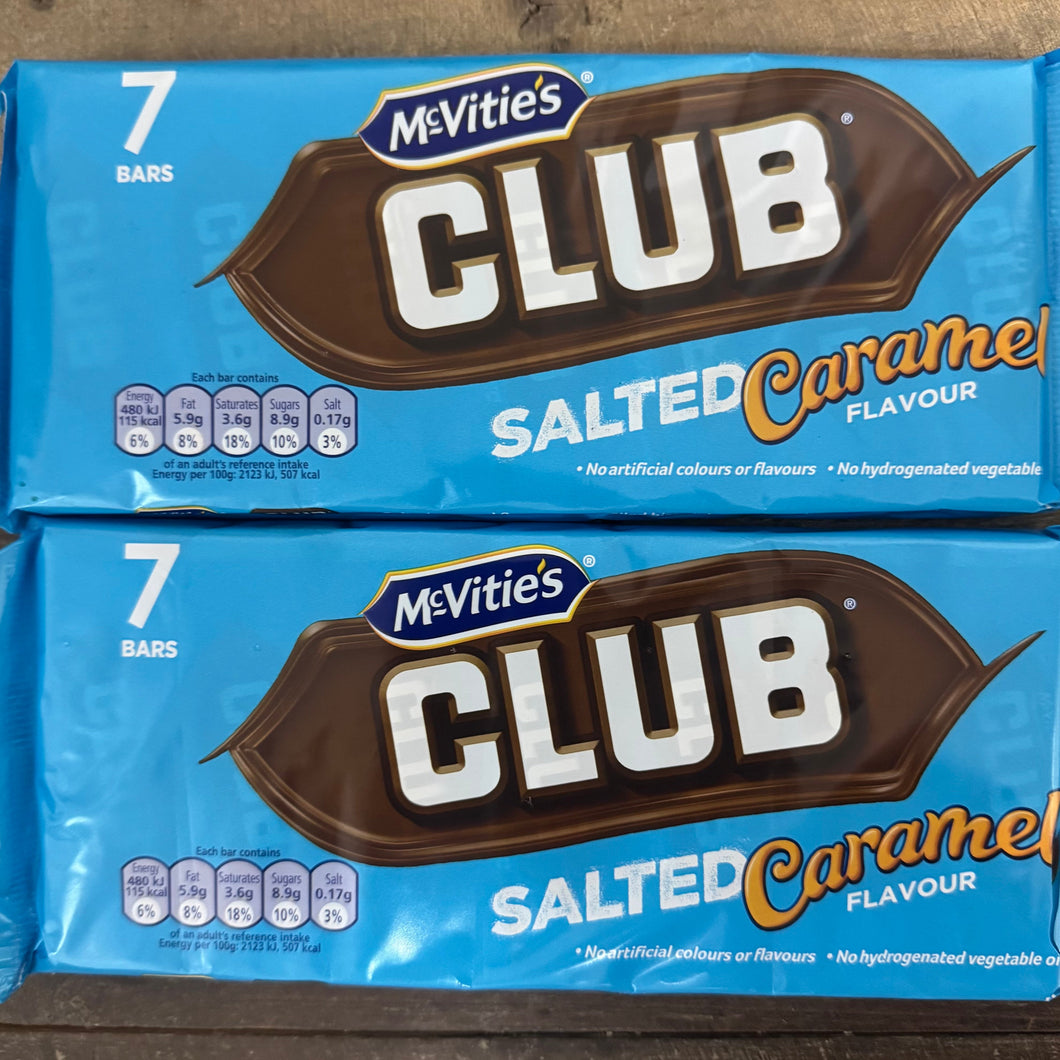 7
BARS
McVitie's ®
CLUB ®
SALTED Caramel
FLAVOUR
Each bar contains
Energy Fat Saturates Sugars Salt
480 kJ
115 kcal 5.9g 3.6g 8.9g 0.17g
6% 8% 18% 10% 3%
of an adult's reference intake
Energy per 100g: 2123 kJ, 507 kcal
• No artificial colours or flavours • No hydrogenated vegetable
7
BARS
McVitie's ®
CLUB ®
SALTED Caramel
FLAVOUR
Each bar contains
Energy Fat Saturates Sugars Salt
480 kJ
115 kcal 5.9g 3.6g 8.9g 0.17g
6% 8% 18% 10% 3%
of an adult's reference intake
Energy per 100g: 2123 kJ, 507 kcal
• No artificial colours or flavours • No hydrogenated vegetable